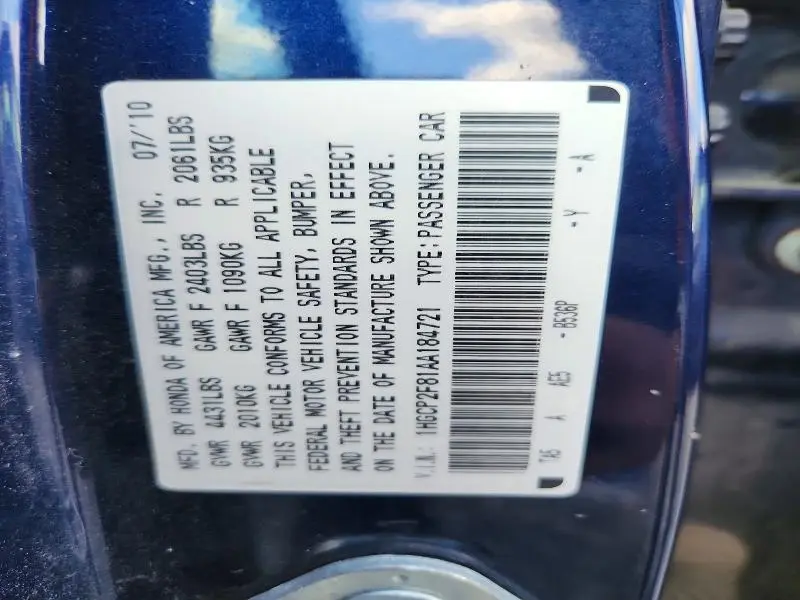 MFD. BY HONDA OF AMERICA MFG., INC. 07/'10
GVWR 4431LBS GAWR F 2403LBS R 2061LBS
GVWR 2010KG GAWR F 1090KG R 935KG
THIS VEHICLE CONFORMS TO ALL APPLICABLE
FEDERAL MOTOR VEHICLE SAFETY, BUMPER,
AND THEFT PREVENTION STANDARDS IN EFFECT
ON THE DATE OF MANUFACTURE SHOWN ABOVE.
V.I.N.: 1HGCP2F81AA184721 TYPE:PASSENGER CAR
TA5 A AE5 -B536P -Y -A